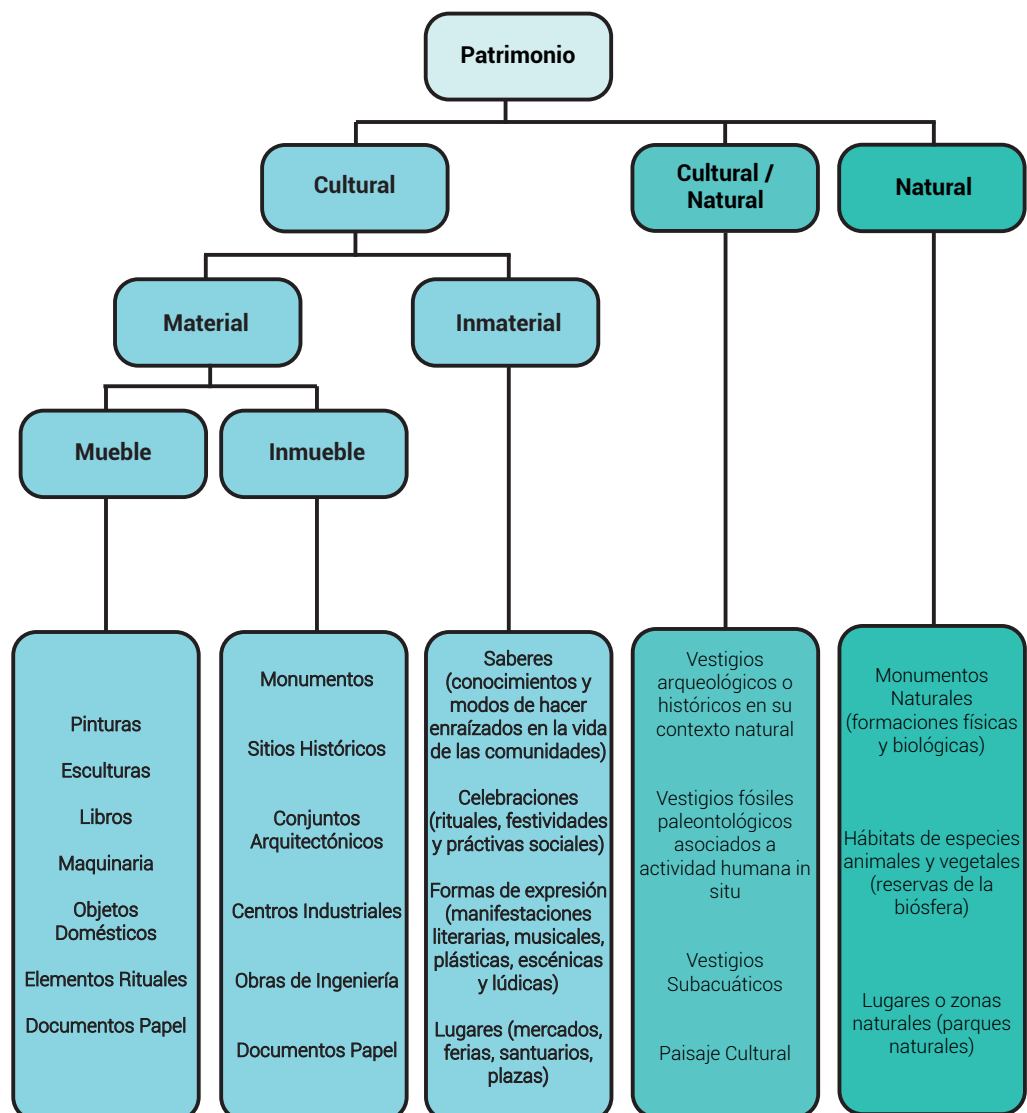 Patrimonio
Cultural
Cultural /
Natural
Natural
Material
Inmaterial
Mueble
Inmueble
Pinturas
Esculturas
Libros
Maquinaria
Objetos
Domésticos
Elementos Rituales
Documentos Papel
Monumentos
Sitios Históricos
Conjuntos
Arquitectónicos
Centros Industriales
Obras de Ingeniería
Documentos Papel
Saberes
(conocimientos y
modos de hacer
enraízados en la vida
de las comunidades)
Celebraciones
(rituales, festividades
y práctivas sociales)
Formas de expresión
(manifestaciones
literarias, musicales,
plásticas, escénicas
y lúdicas)
Lugares (mercados,
ferias, santuarios,
plazas)
Vestigios
arqueológicos o
históricos en su
contexto natural
Vestigios fósiles
paleontológicos
asociados a
actividad humana in
situ
Vestigios
Subacuáticos
Paisaje Cultural
Monumentos
Naturales
(formaciones físicas
y biológicas)
Hábitats de especies
animales y vegetales
(reservas de la
biósfera)
Lugares o zonas
naturales (parques
naturales)